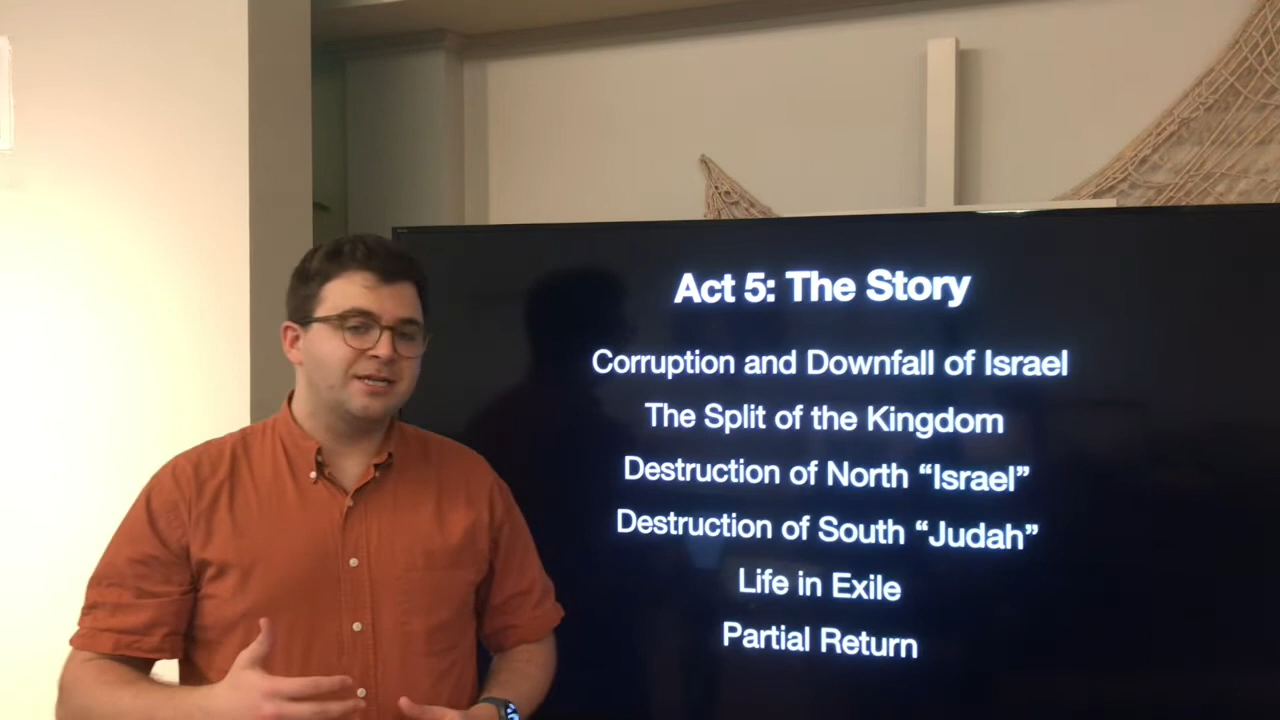 Act 5: The Story
Corruption and Downfall of Israel
The Split of the Kingdom
Destruction of North “Israel”
Destruction of South “Judah”
Life in Exile
Partial Return